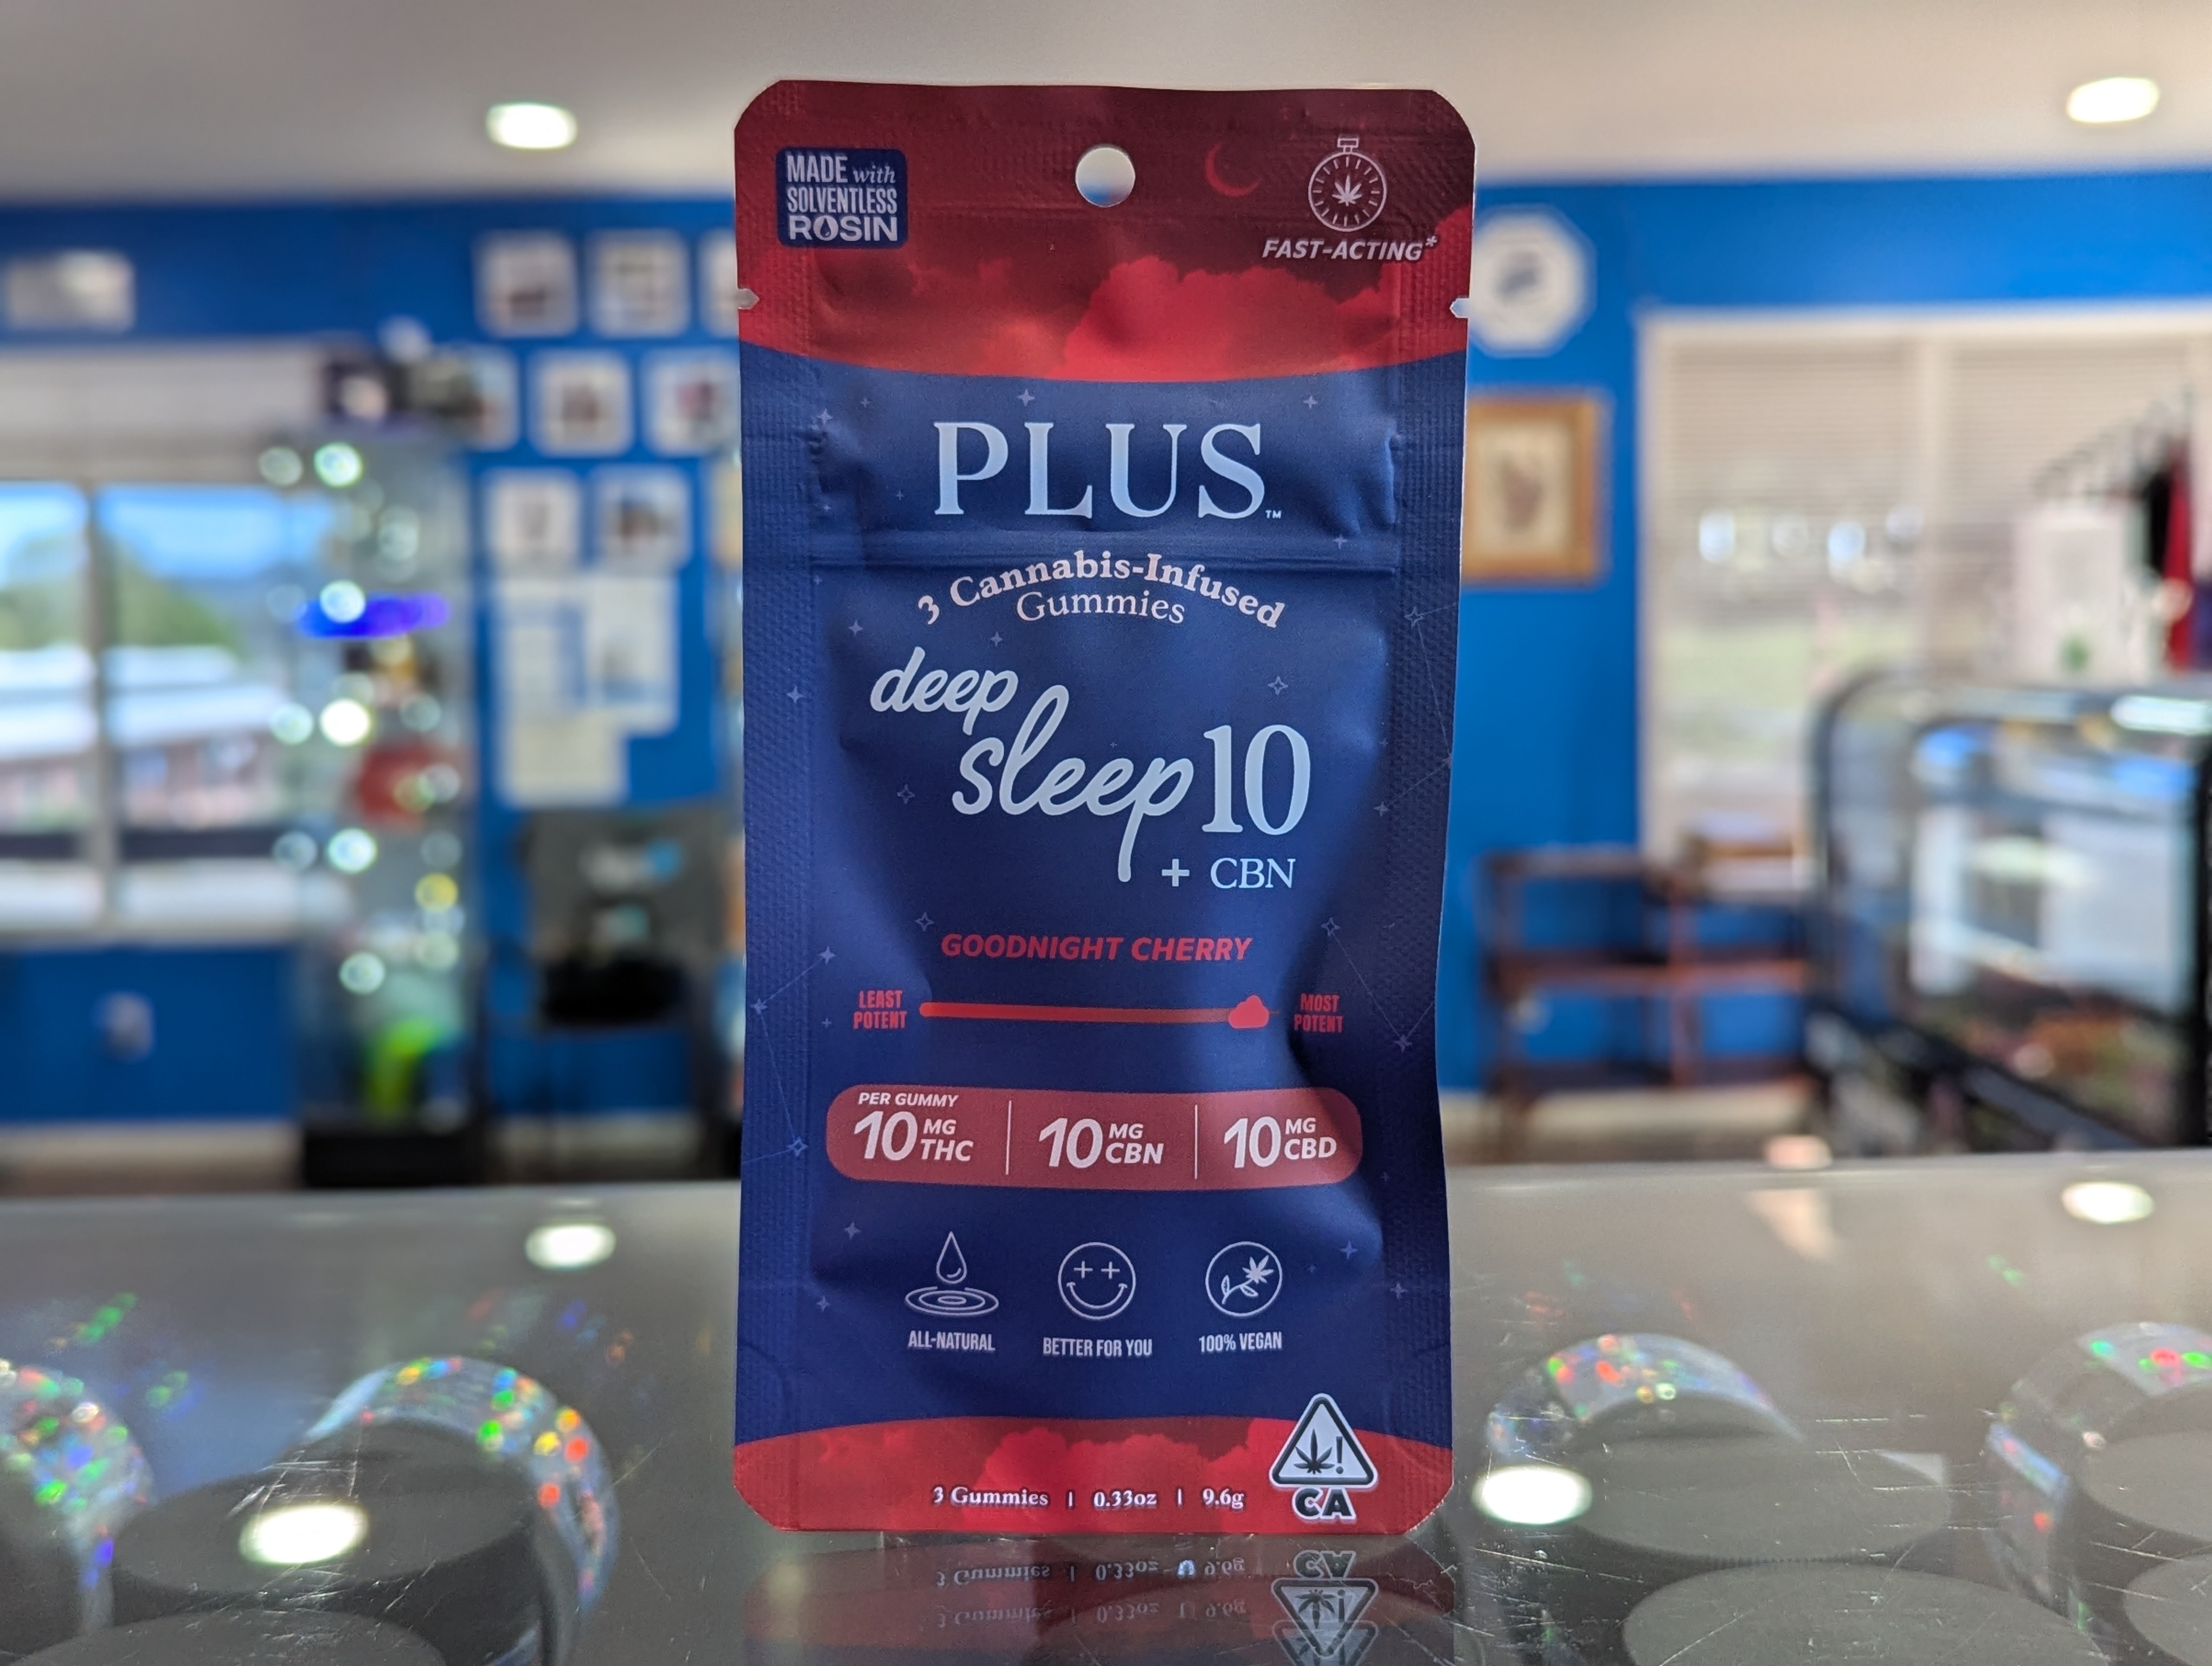 MADE with
SOLVENTLESS
ROSIN
FAST-ACTING*
PLUS™
3 Cannabis-Infused
Gummies
deep
sleep 10
+ CBN
GOODNIGHT CHERRY
LEAST
POTENT
MOST
POTENT
PER GUMMY
10 MG THC
10 MG CBN
10 MG CBD
ALL-NATURAL
BETTER FOR YOU
100% VEGAN
3 Gummies | 0.33oz | 9.6g
!
CA